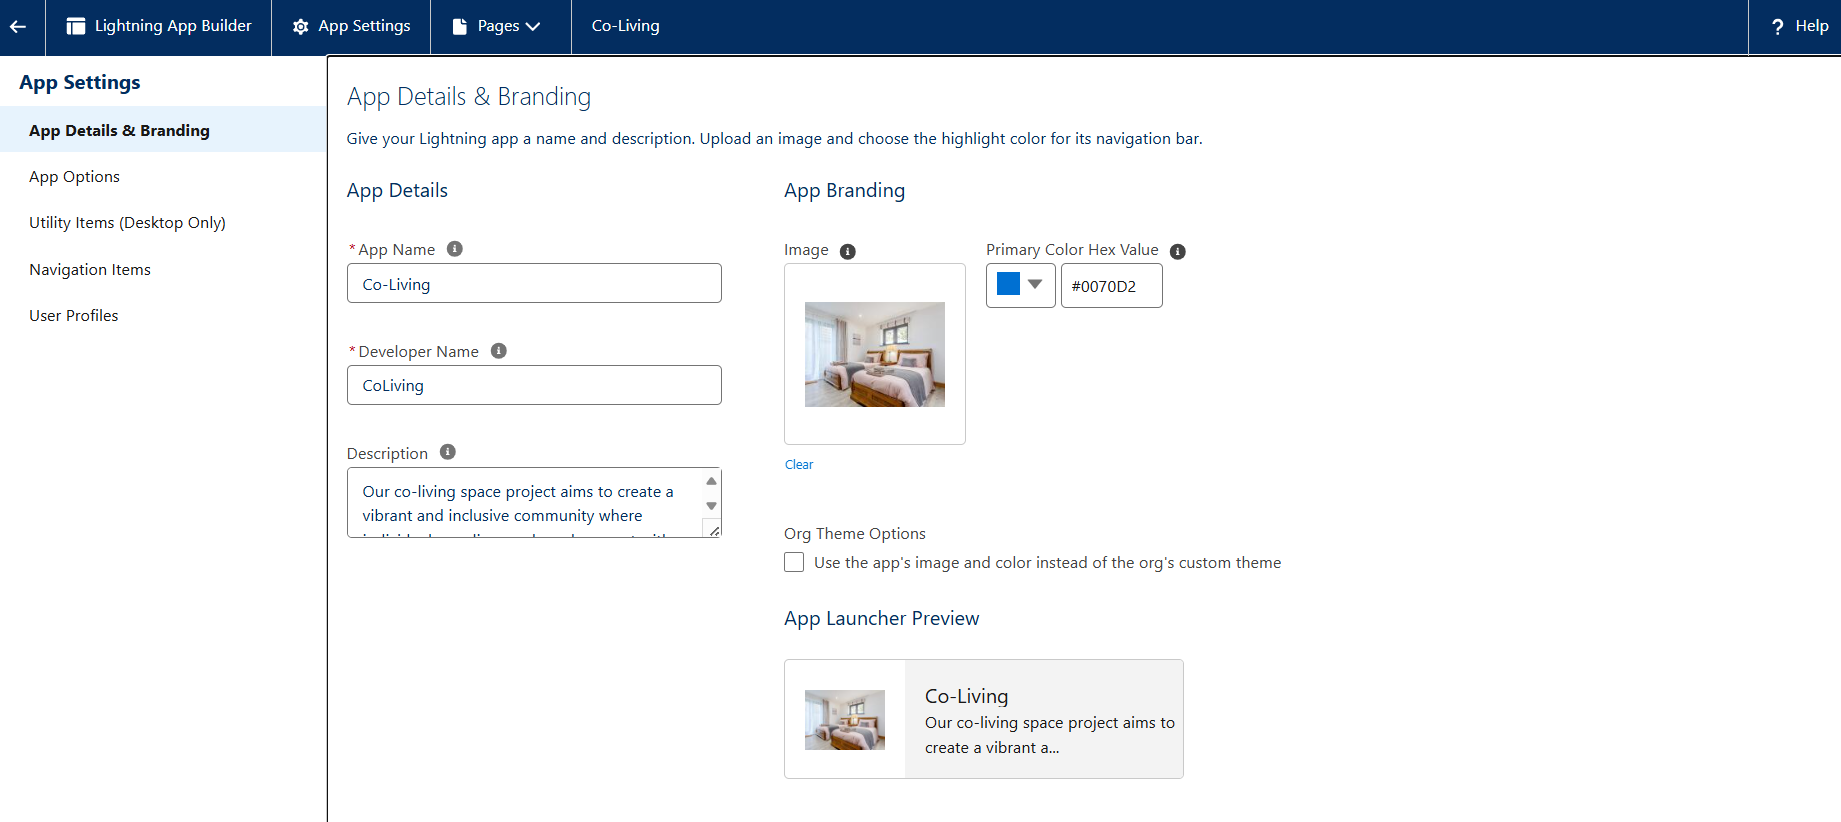 Lightning App Builder
App Settings
Pages
Co-Living
? Help
App Settings
App Details & Branding
App Options
Utility Items (Desktop Only)
Navigation Items
User Profiles
App Details & Branding
Give your Lightning app a name and description. Upload an image and choose the highlight color for its navigation bar.
App Details
*App Name
Co-Living
*Developer Name
CoLiving
Description
Our co-living space project aims to create a
vibrant and inclusive community where
App Branding
Image
Primary Color Hex Value
#0070D2
Clear
Org Theme Options
Use the app's image and color instead of the org's custom theme
App Launcher Preview
Co-Living
Our co-living space project aims to
create a vibrant a...